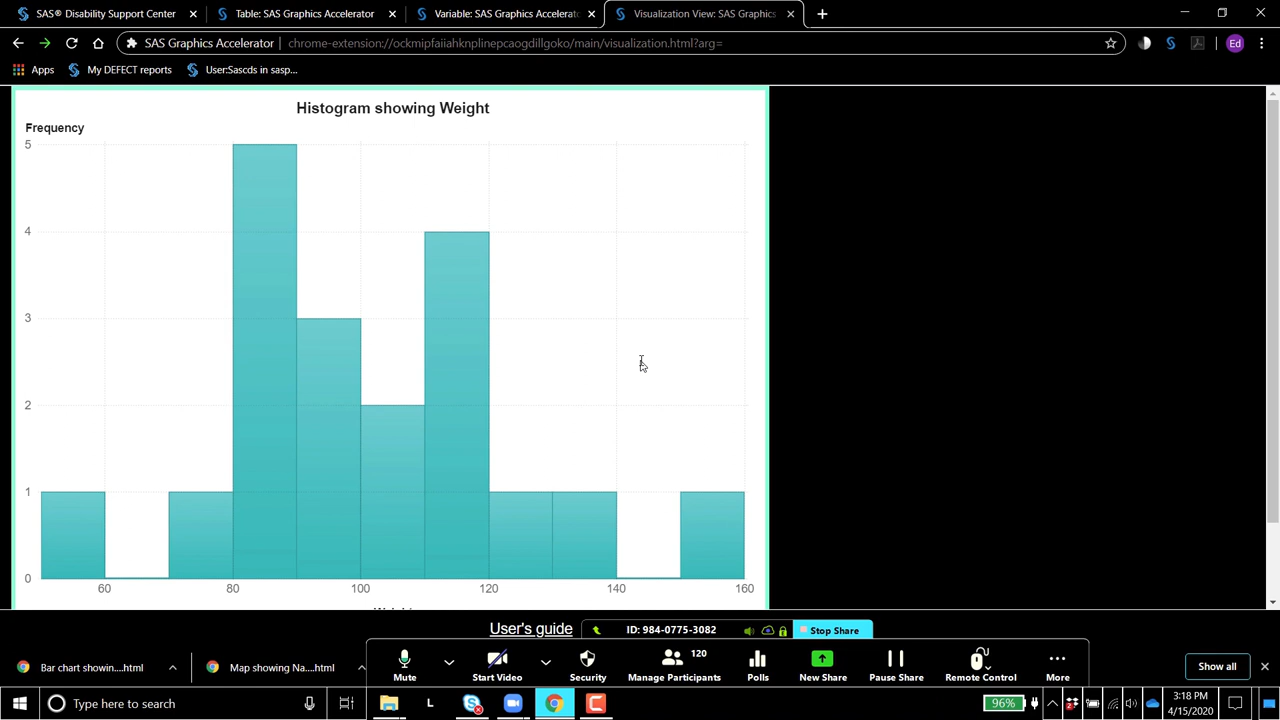 SAS® Disability Support Center
Table: SAS Graphics Accelerator
Variable: SAS Graphics Accelerat
Visualization View: SAS Graphics
SAS Graphics Accelerator
chrome-extension://ockmipfaiiahknplinepcaogdillgoko/main/visualization.html?arg=
Ed
Apps
My DEFECT reports
User:Sascds in sasp...
Histogram showing Weight
Frequency
5
4
3
2
1
0
60 80 100 120 140 160
User's guide
ID: 984-0775-3082
Stop Share
Bar chart showin....html
Map showing Na....html
Mute
Start Video
Security
120
Manage Participants
Polls
New Share
Pause Share
Remote Control
More
Show all
Type here to search
L
96%
3:18 PM
4/15/2020